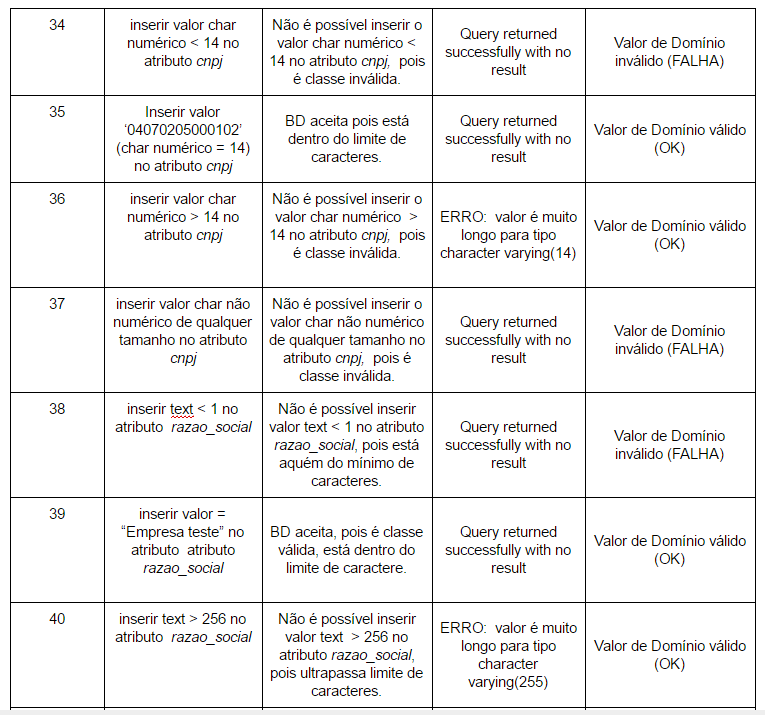 34
inserir valor char
numérico < 14 no
atributo cnpj
Não é possível inserir o
valor char numérico <
14 no atributo cnpj,  pois
é classe inválida.
Query returned
successfully with no
result
Valor de Domínio
inválido (FALHA)
35
Inserir valor
‘04070205000102’
(char numérico = 14)
no atributo cnpj
BD aceita pois está
dentro do limite de
caracteres.
Query returned
successfully with no
result
Valor de Domínio válido
(OK)
36
inserir valor char
numérico > 14 no
atributo cnpj
Não é possível inserir o
valor char numérico  >
14 no atributo cnpj,  pois
é classe inválida.
ERRO:  valor é muito
longo para tipo
character varying(14)
Valor de Domínio válido
(OK)
37
inserir valor char não
numérico de qualquer
tamanho no atributo
cnpj
Não é possível inserir o
valor char não numérico
de qualquer tamanho no
atributo cnpj,  pois é
classe inválida.
Query returned
successfully with no
result
Valor de Domínio
inválido (FALHA)
38
inserir text < 1 no
atributo  razao_social
Não é possível inserir
valor text < 1 no atributo
razao_social, pois está
aquém do mínimo de
caracteres.
Query returned
successfully with no
result
Valor de Domínio
inválido (FALHA)
39
inserir valor =
“Empresa teste” no
atributo  atributo
razao_social
BD aceita, pois é classe
válida, está dentro do
limite de caractere.
Query returned
successfully with no
result
Valor de Domínio válido
(OK)
40
inserir text > 256 no
atributo  razao_social
Não é possível inserir
valor text  > 256 no
atributo razao_social,
pois ultrapassa limite de
caracteres.
ERRO:  valor é muito
longo para tipo
character
varying(255)
Valor de Domínio válido
(OK)